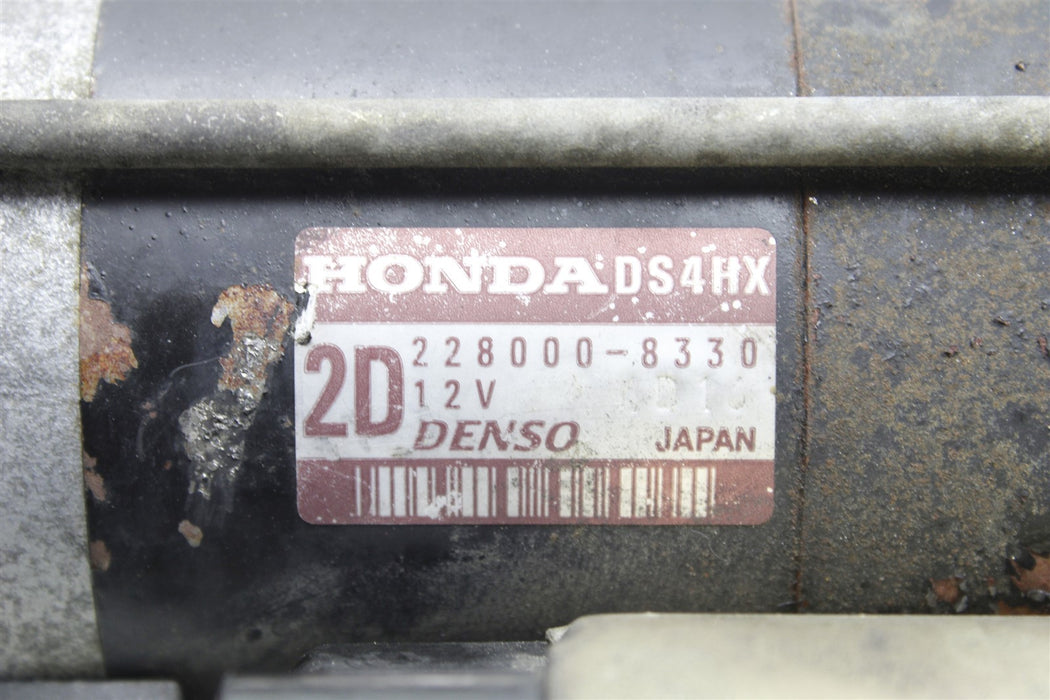 HONDA DS4HX
2D 228000-8330
12V
DENSO JAPAN